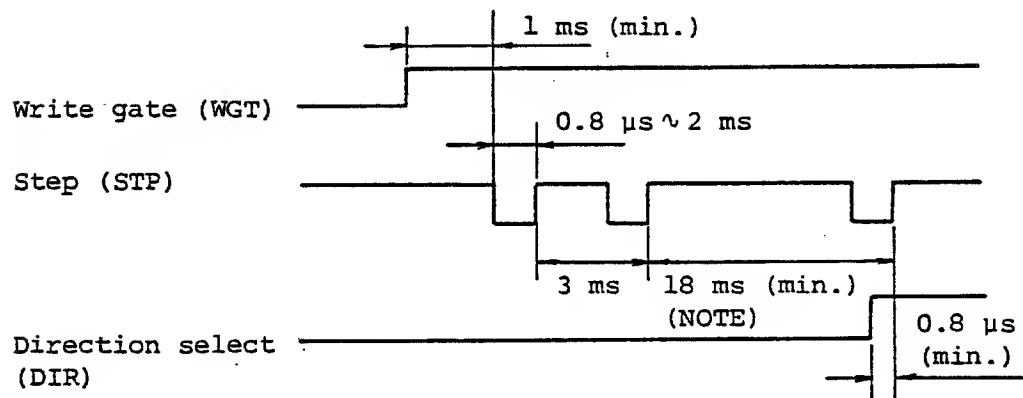 1 ms (min.)
Write gate (WGT)
0.8 μs ~ 2 ms
Step (STP)
3 ms
18 ms (min.)
(NOTE)
Direction select
(DIR)
0.8 μs
(min.)